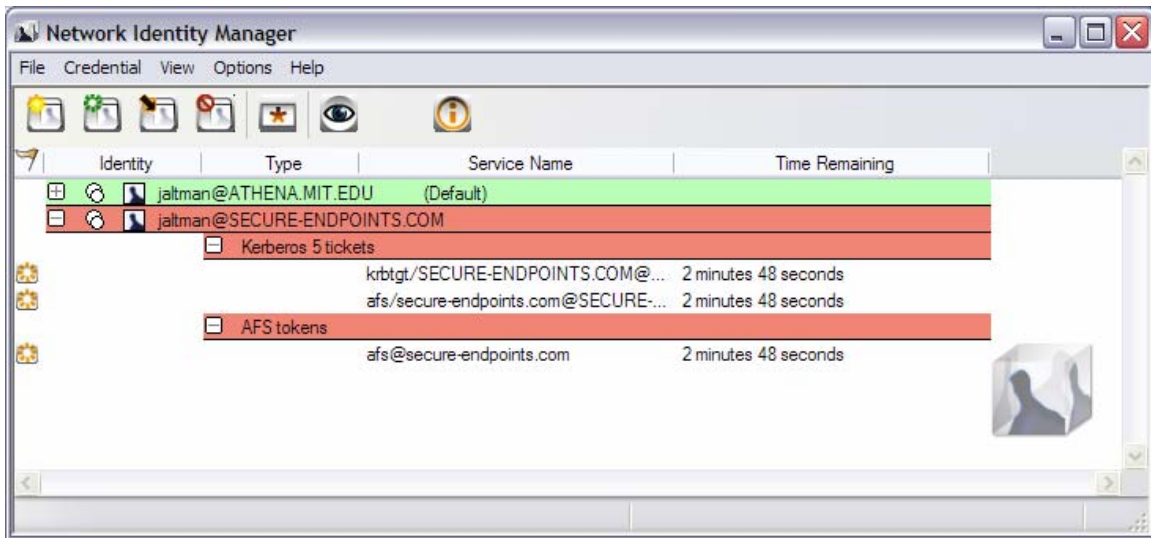 Network Identity Manager
File Credential View Options Help
Identity Type Service Name Time Remaining
jaltman@ATHENA.MIT.EDU (Default)
jaltman@SECURE-ENDPOINTS.COM
Kerberos 5 tickets
krbtgt/SECURE-ENDPOINTS.COM@... 2 minutes 48 seconds
afs/secure-endpoints.com@SECURE-... 2 minutes 48 seconds
AFS tokens
afs@secure-endpoints.com 2 minutes 48 seconds